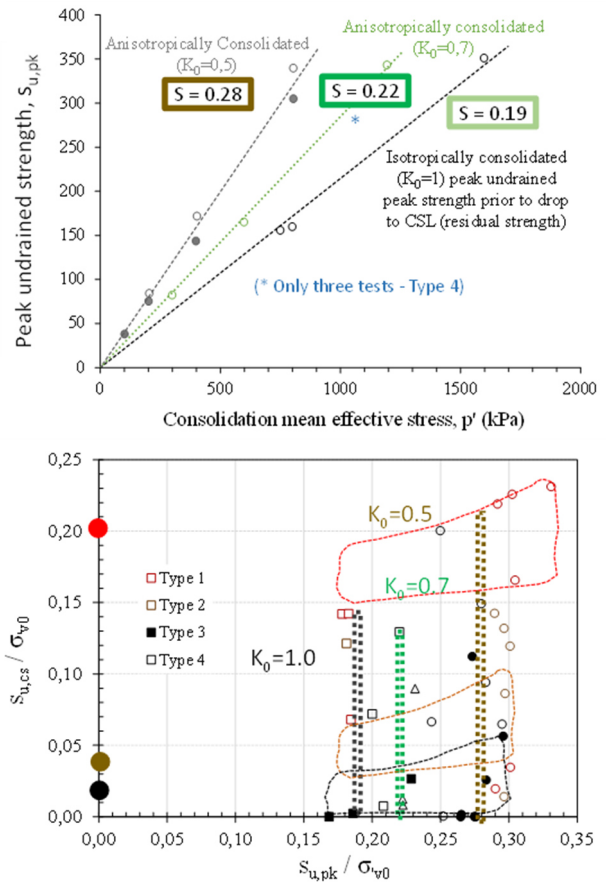 400
350
300
250
200
150
100
50
0
Peak undrained strength, su,pk
Anisotropically Consolidated
(K0=0,5)
S = 0.28
Anisotropically consolidated
(K0=0,7)
S = 0.22
*
S = 0.19
Isotropically consolidated
(K0=1) peak undrained
peak strength prior to drop
to CSL (residual strength)
(* Only three tests - Type 4)
0 500 1000 1500 2000
Consolidation mean effective stress, p' (kPa)
0,25
0,20
0,15
0,10
0,05
0,00
su,cs / σ'v0
K0=0.5
K0=0.7
K0=1.0
Type 1
Type 2
Type 3
Type 4
0,00 0,05 0,10 0,15 0,20 0,25 0,30 0,35
su,pk / σ'v0